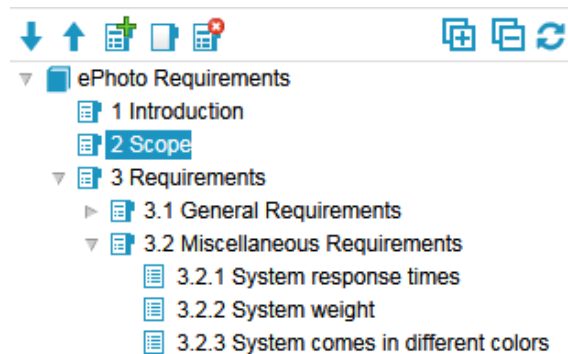 ePhoto Requirements
1 Introduction
2 Scope
3 Requirements
3.1 General Requirements
3.2 Miscellaneous Requirements
3.2.1 System response times
3.2.2 System weight
3.2.3 System comes in different colors